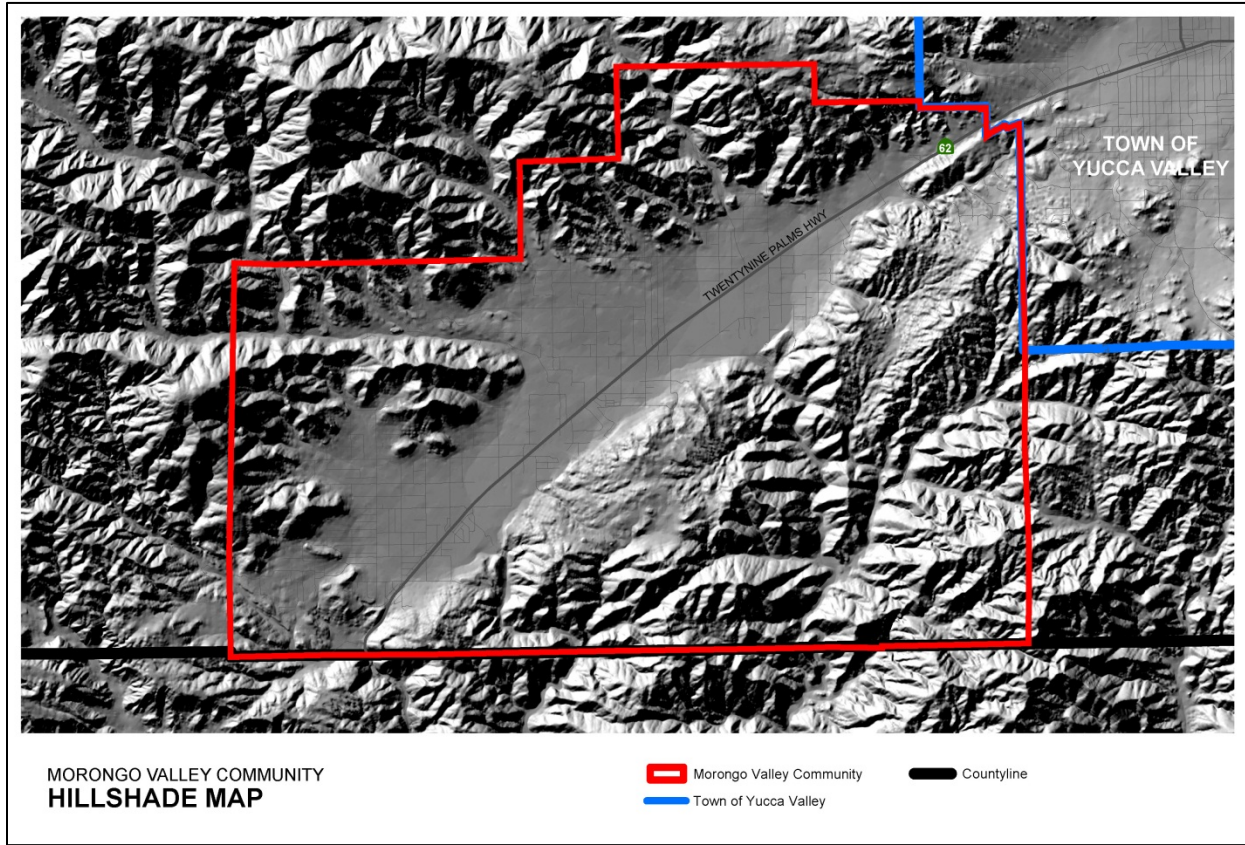 TOWN OF
YUCCA VALLEY
62
TWENTYNINE PALMS HWY
MORONGO VALLEY COMMUNITY
HILLSHADE MAP
Morongo Valley Community
Countyline
Town of Yucca Valley